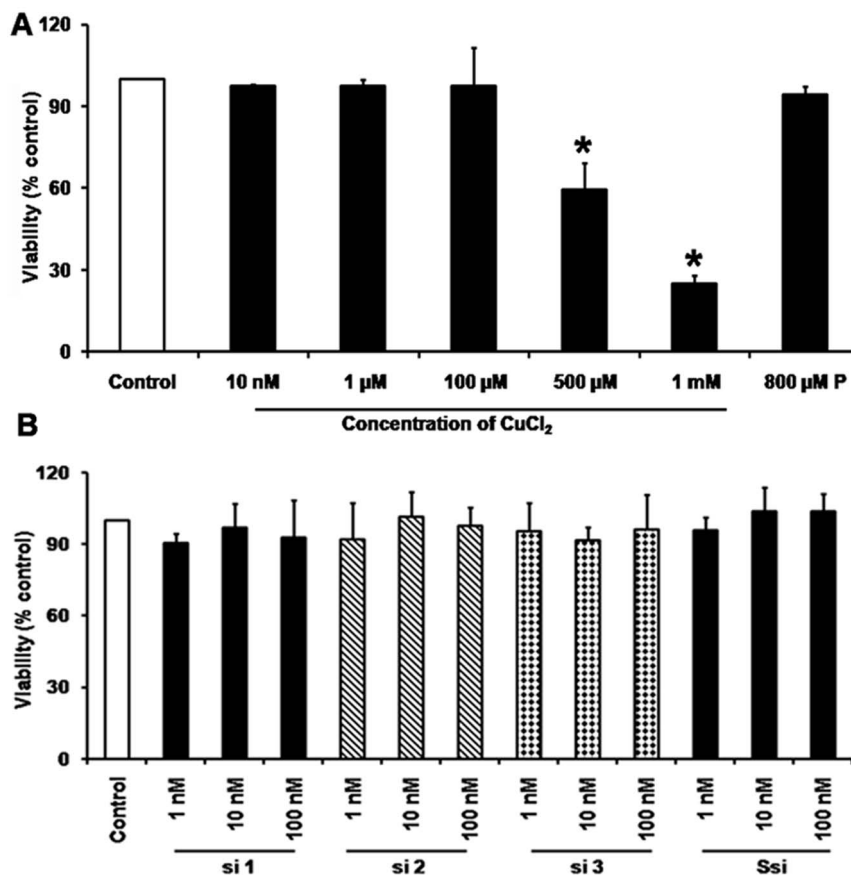 A
Viability (% control)
120
90
60
30
0
*
*
Control 10 nM 1 µM 100 µM 500 µM 1 mM 800 µM P
Concentration of CuCl₂
B
Viability (% control)
120
90
60
30
0
Control 1 nM 10 nM 100 nM 1 nM 10 nM 100 nM 1 nM 10 nM 100 nM 1 nM 10 nM 100 nM
si 1 si 2 si 3 Ssi